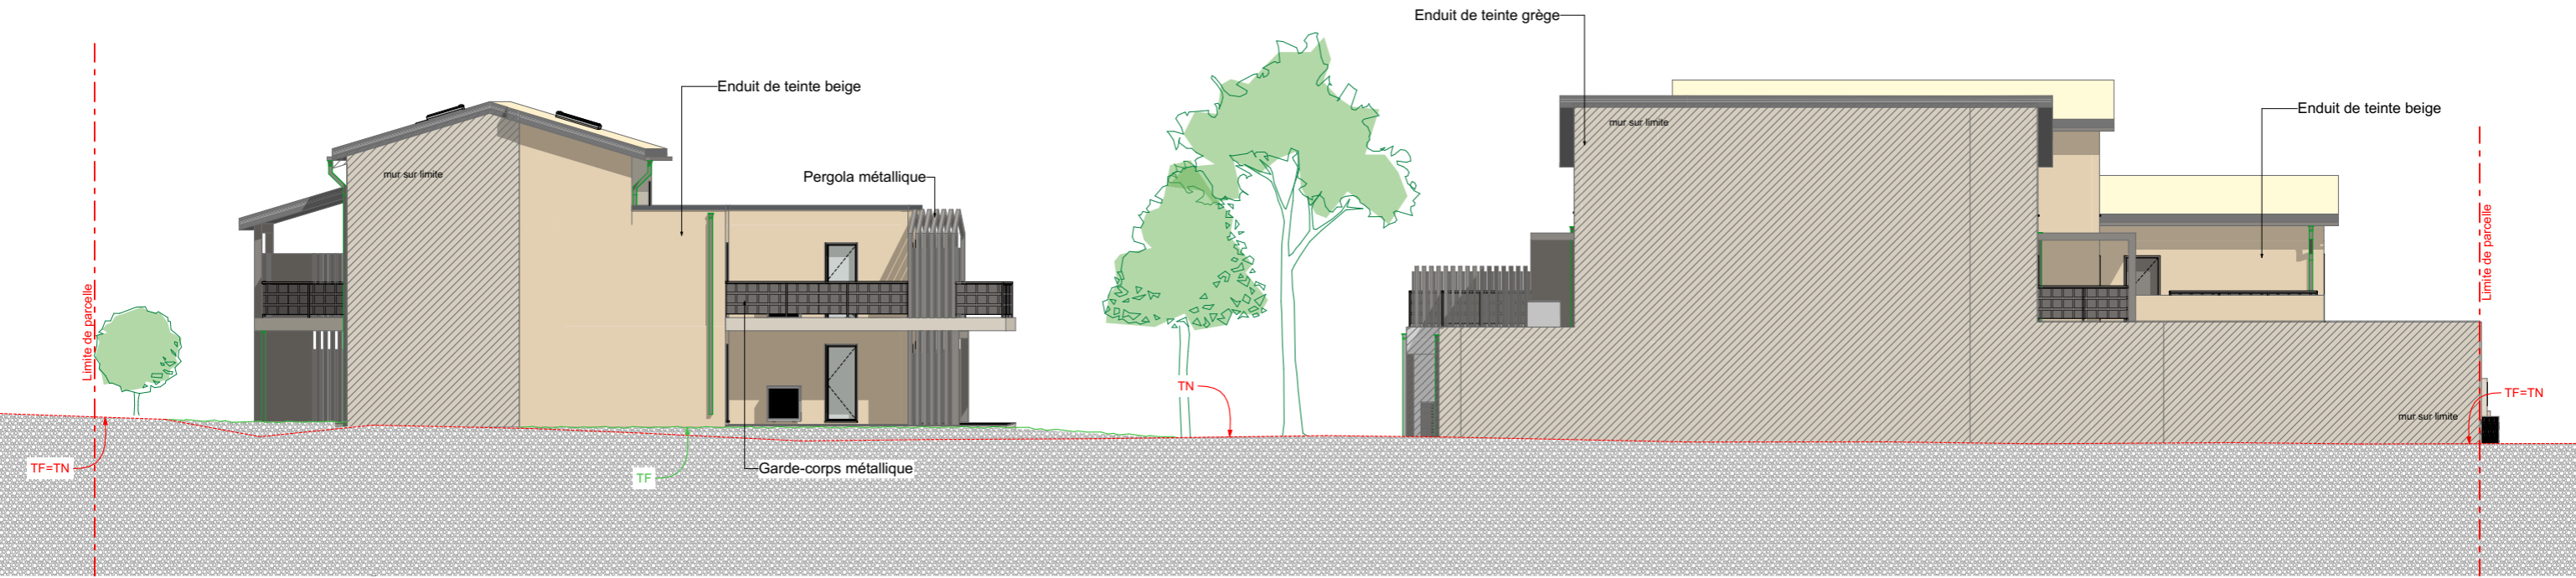 Enduit de teinte grège
Enduit de teinte beige
Enduit de teinte beige
mur sur limite
mur sur limite
Pergola métallique
Limite de parcelle
Limite de parcelle
TN
TF=TN
mur sur limite
TF=TN
TF
Garde-corps métallique